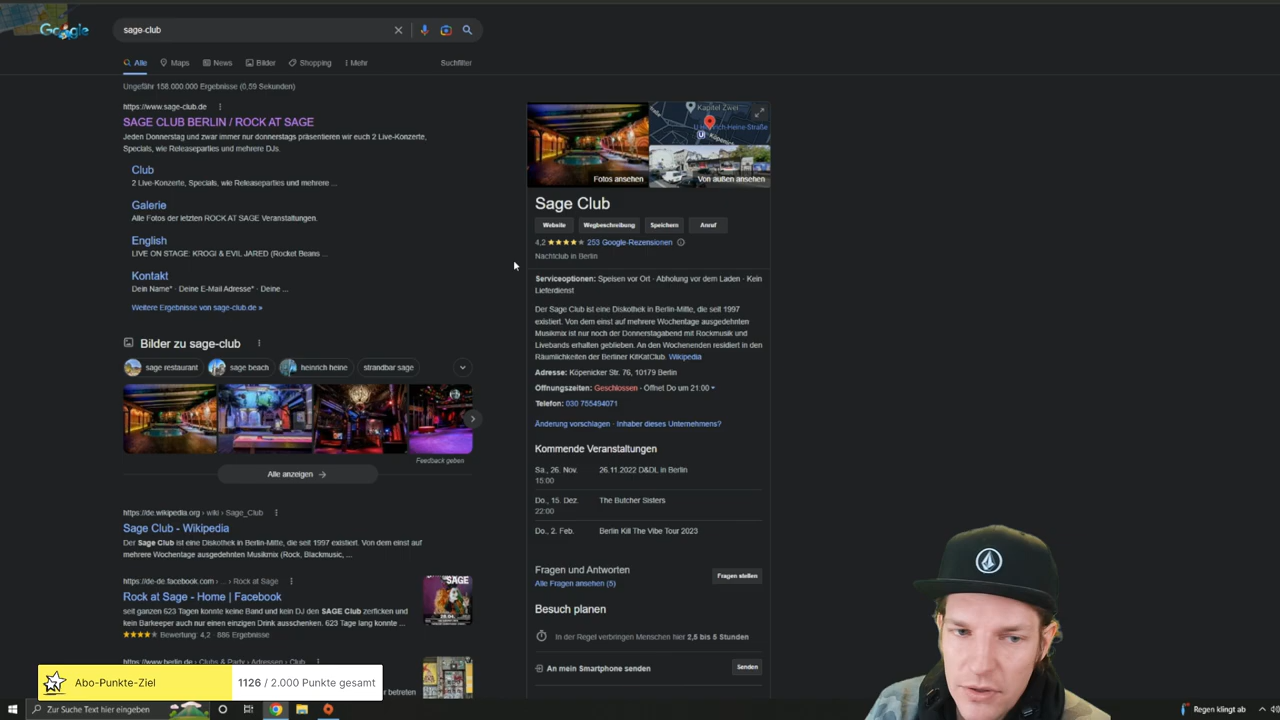 Google
sage-club
Alle
Maps
News
Bilder
Shopping
Mehr
Suchfilter
Ungefähr 158.000.000 Ergebnisse (0,59 Sekunden)
https://www.sage-club.de
SAGE CLUB BERLIN / ROCK AT SAGE
Jeden Donnerstag und zwar immer nur donnerstags präsentieren wir euch 2 Live-Konzerte,
Specials, wie Releaseparties und mehrere DJs.
Club
2 Live-Konzerte, Specials, wie Releaseparties und mehrere ...
Galerie
Alle Fotos der letzten ROCK AT SAGE Veranstaltungen.
English
LIVE ON STAGE: KROGI & EVIL JARED (Rocket Beans ...
Kontakt
Dein Name* · Deine E-Mail Adresse* · Deine ...
Weitere Ergebnisse von sage-club.de »
Bilder zu sage-club
sage restaurant
sage beach
heinrich heine
strandbar sage
Feedback geben
Alle anzeigen
https://de.wikipedia.org › wiki › Sage_Club
Sage Club - Wikipedia
Der Sage Club ist eine Diskothek in Berlin-Mitte, die seit 1997 existiert. Von dem einst auf
mehrere Wochentage ausgedehnten Musikmix (Rock, Blackmusic, ...
https://de-de.facebook.com › ... › Rock at Sage
Rock at Sage - Home | Facebook
seit ganzen 623 Tagen konnte keine Band und kein DJ den SAGE Club zerficken und
kein Barkeeper auch nur einen einzigen Drink ausschenken. 623 Tage lang konnte ...
Bewertung: 4,2 · 886 Ergebnisse
SAGE
https://www.berlin.de › Clubs & Party › Adressen › Club
betreten
Kapitel Zwei
U Heinrich-Heine-Straße
Köpenick
Fotos ansehen
Von außen ansehen
Sage Club
Website
Wegbeschreibung
Speichern
Anruf
4,2
253 Google-Rezensionen
Nachtclub in Berlin
Serviceoptionen: Speisen vor Ort · Abholung vor dem Laden · Kein
Lieferdienst
Der Sage Club ist eine Diskothek in Berlin-Mitte, die seit 1997
existiert. Von dem einst auf mehrere Wochentage ausgedehnten
Musikmix ist nur noch der Donnerstagabend mit Rockmusik und
Livebands erhalten geblieben. An den Wochenenden residiert in den
Räumlichkeiten der Berliner KitKatClub. Wikipedia
Adresse: Köpenicker Str. 76, 10179 Berlin
Öffnungszeiten: Geschlossen · Öffnet Do um 21:00
Telefon: 030 755494071
Änderung vorschlagen · Inhaber dieses Unternehmens?
Kommende Veranstaltungen
Sa., 26. Nov. 26.11.2022 D&DL in Berlin
15:00
Do., 15. Dez. The Butcher Sisters
22:00
Do., 2. Feb. Berlin Kill The Vibe Tour 2023
Fragen und Antworten
Alle Fragen ansehen (5)
Fragen stellen
Besuch planen
In der Regel verbringen Menschen hier 2,5 bis 5 Stunden
An mein Smartphone senden
Senden
Abo-Punkte-Ziel
1126 / 2.000 Punkte gesamt
Zur Suche Text hier eingeben
Regen klingt ab